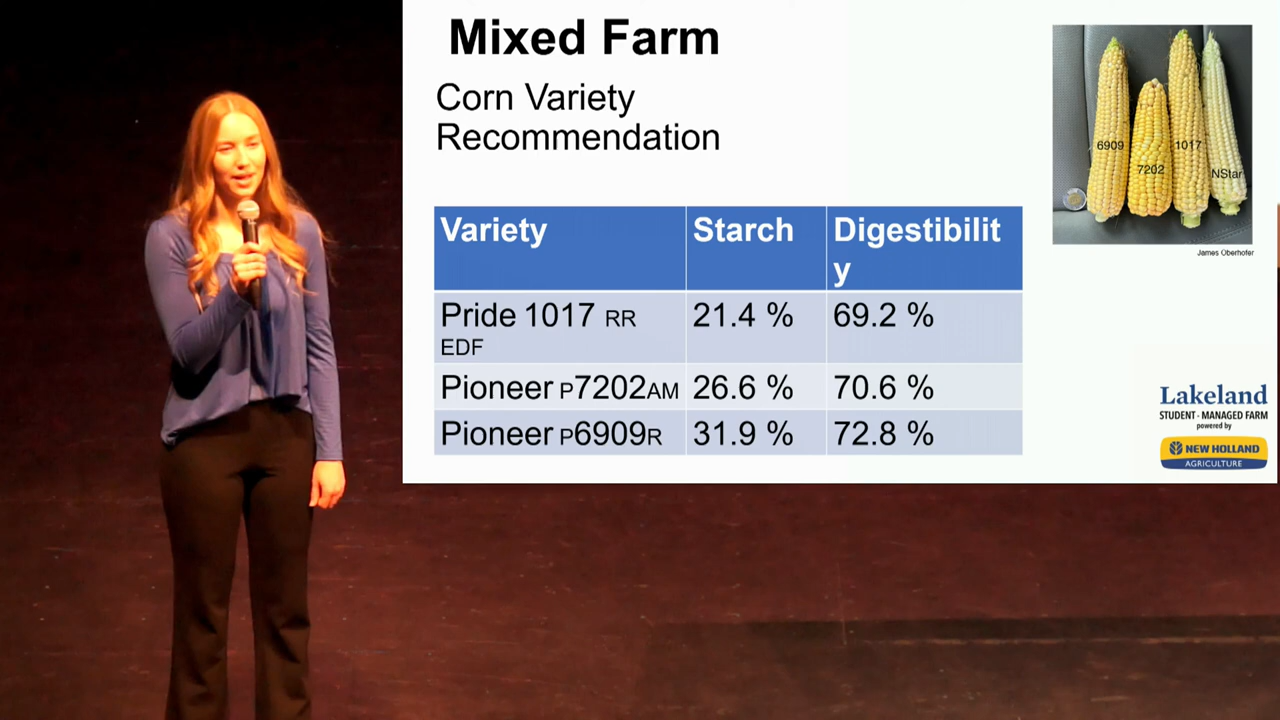 Mixed Farm
Corn Variety
Recommendation
6909
7202
1017
NStar
James Oberhofer
Variety Starch Digestibilit
y
Pride 1017 RR 21.4 % 69.2 %
EDF
Pioneer P7202AM 26.6 % 70.6 %
Pioneer P6909R 31.9 % 72.8 %
Lakeland
STUDENT - MANAGED FARM
powered by
NEW HOLLAND
AGRICULTURE